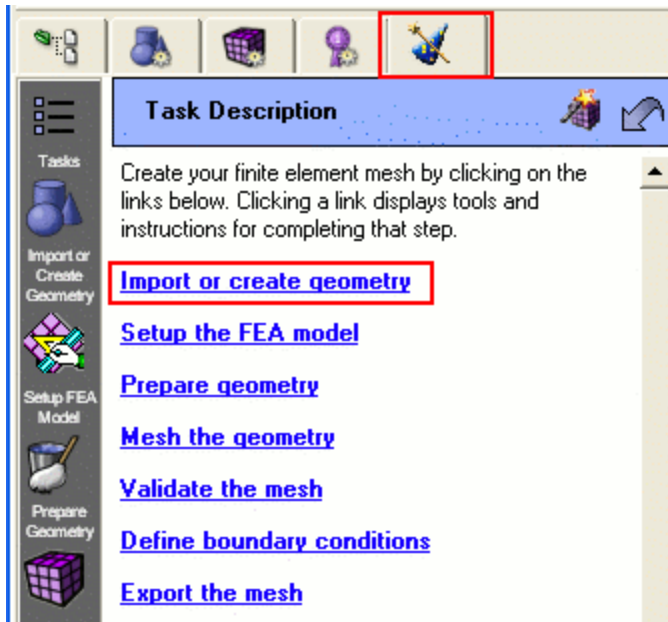 Task Description
Tasks
Import or
Create
Geometry
Setup FEA
Model
Prepare
Geometry
Create your finite element mesh by clicking on the
links below. Clicking a link displays tools and
instructions for completing that step.
Import or create geometry
Setup the FEA model
Prepare geometry
Mesh the geometry
Validate the mesh
Define boundary conditions
Export the mesh